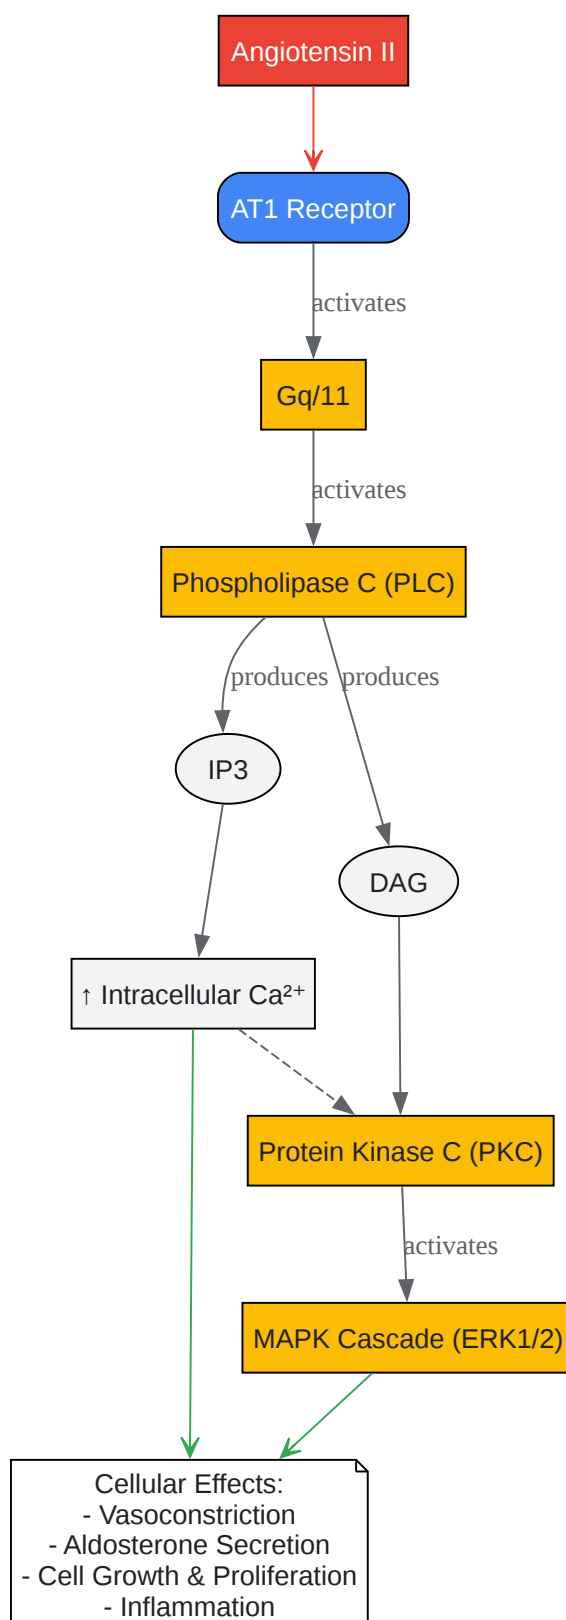 Angiotensin II
AT1 Receptor
activates
Gq/11
activates
Phospholipase C (PLC)
produces
produces
IP3
DAG
↑ Intracellular Ca²⁺
Protein Kinase C (PKC)
activates
MAPK Cascade (ERK1/2)
Cellular Effects:
- Vasoconstriction
- Aldosterone Secretion
- Cell Growth & Proliferation
- Inflammation